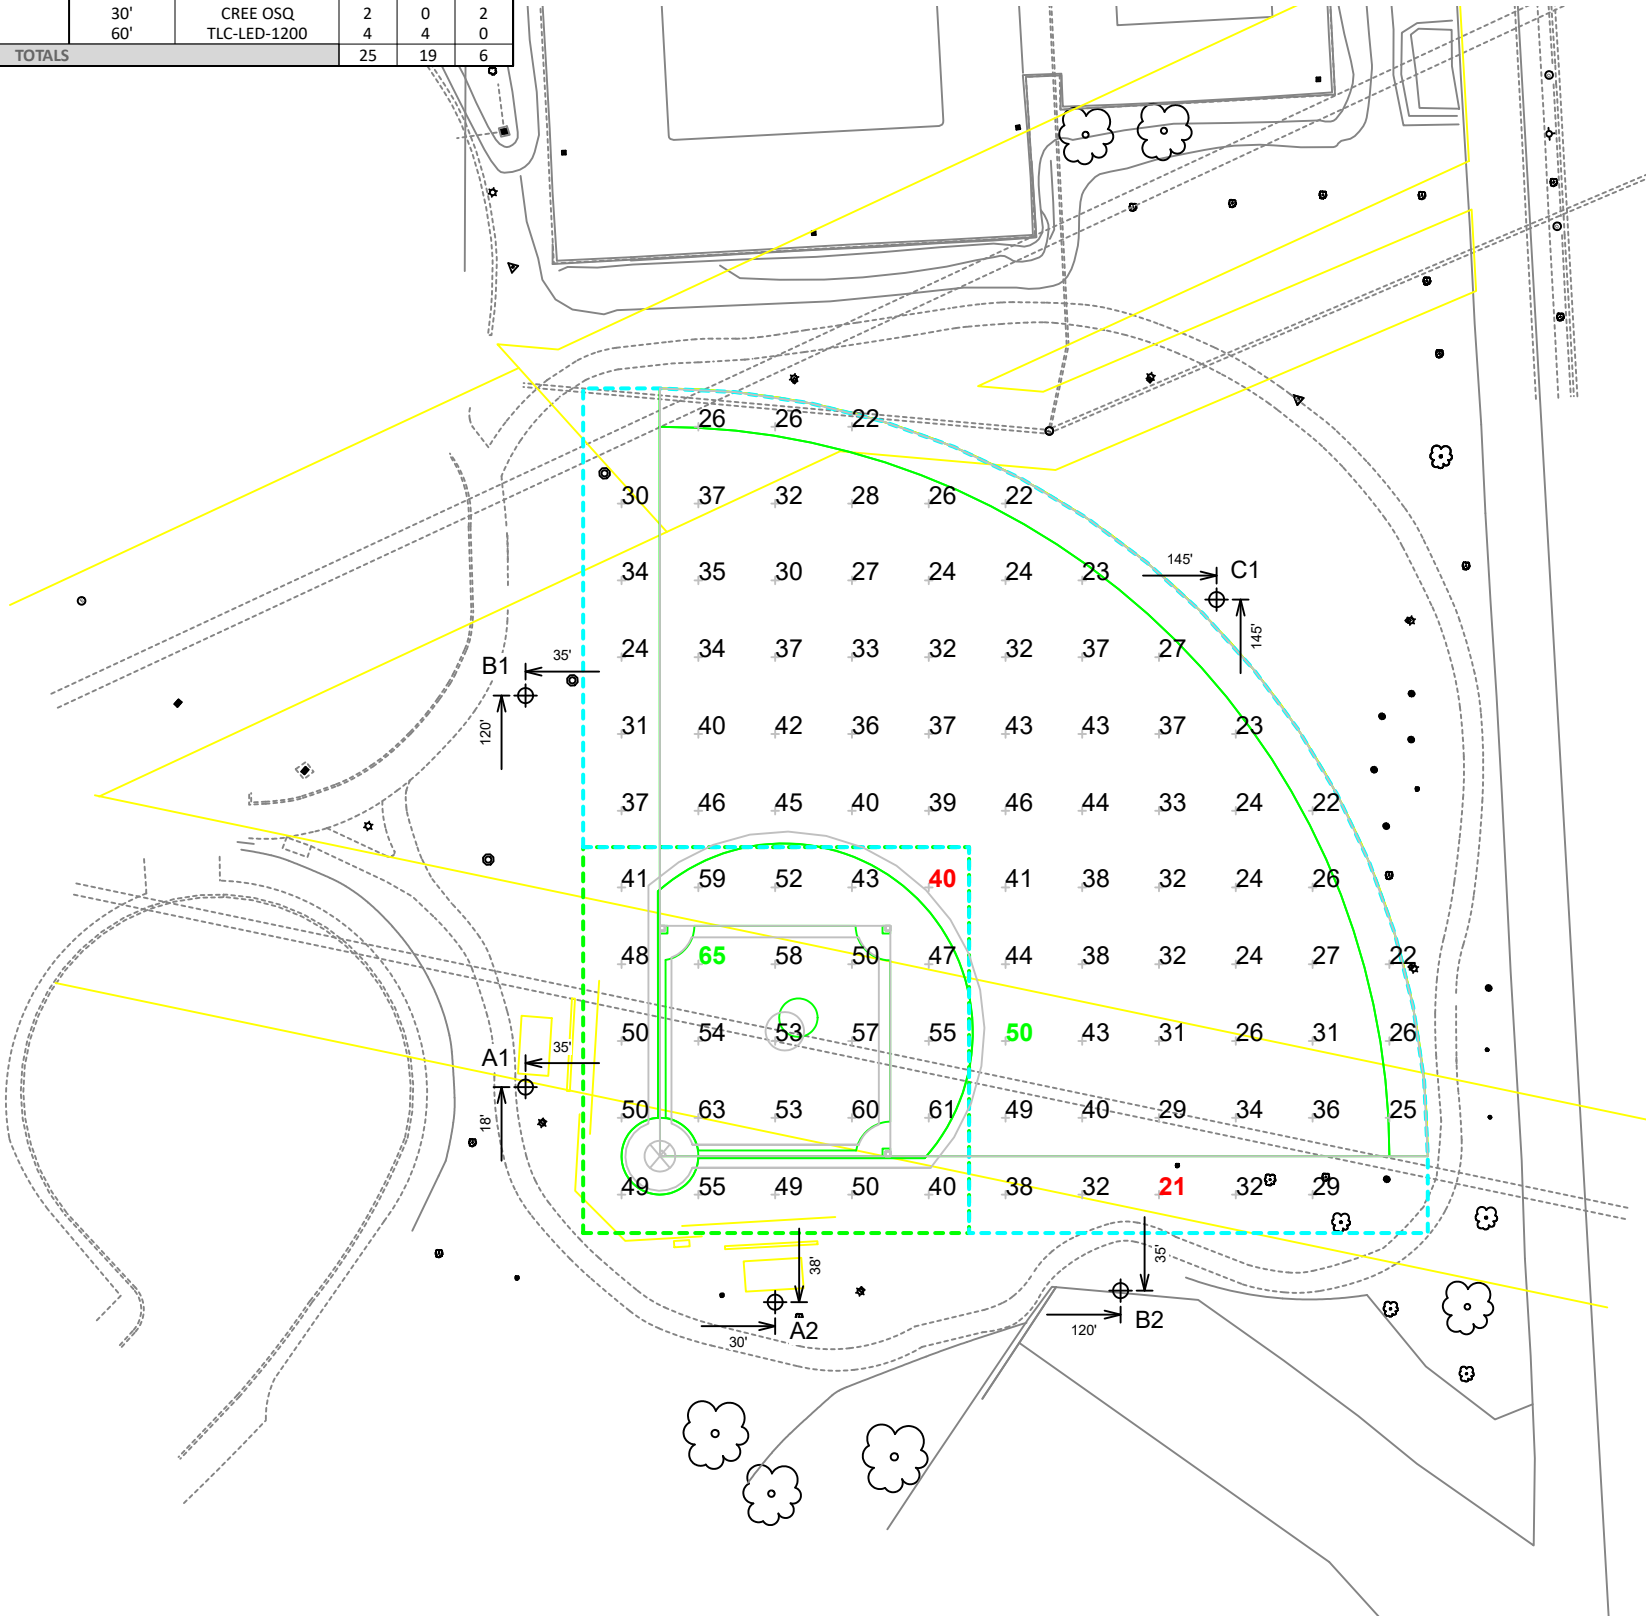 30' CREE OSQ 2 0 2
60' TLC-LED-1200 4 4 0
TOTALS 25 19 6
26 26 22
30 37 32 28 26 22
145' C1
34 35 30 27 24 24 23
145'
24 34 37 33 32 32 37 27
B1 35'
120'
31 40 42 36 37 43 43 37 23
37 46 45 40 39 46 44 33 24 22
41 59 52 43 40 41 38 32 24 26
48 65 58 50 47 44 38 32 24 27 22
50 54 53 57 55 50 43 31 26 31 26
A1 35'
18'
50 63 53 60 61 49 40 29 34 36 25
49 55 49 50 40 38 32 21 32 29
38' 35'
30' A2 120' B2